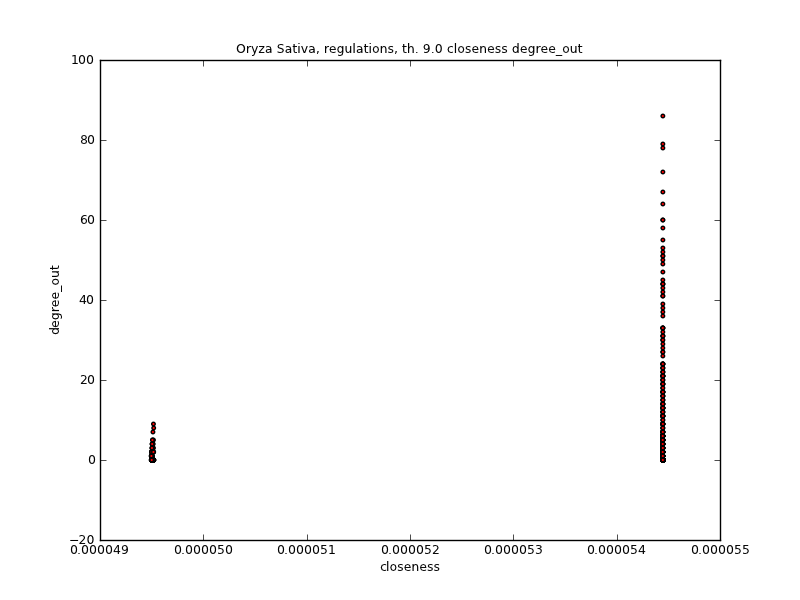 Oryza Sativa, regulations, th. 9.0 closeness degree_out
100
80
60
40
20
0
−20
degree_out
0.000049 0.000050 0.000051 0.000052 0.000053 0.000054 0.000055
closeness